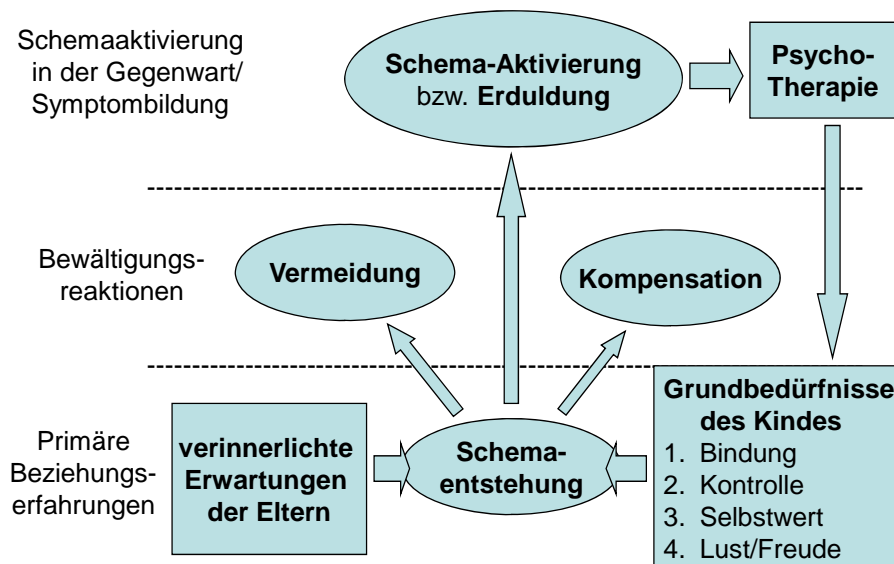 Schemaaktivierung
in der Gegenwart/
Symptombildung
Schema-Aktivierung
bzw. Erduldung
Psycho-
Therapie
Bewältigungs-
reaktionen
Vermeidung
Kompensation
Primäre
Beziehungs-
erfahrungen
verinnerlichte
Erwartungen
der Eltern
Schema-
entstehung
Grundbedürfnisse
des Kindes
1. Bindung
2. Kontrolle
3. Selbstwert
4. Lust/Freude